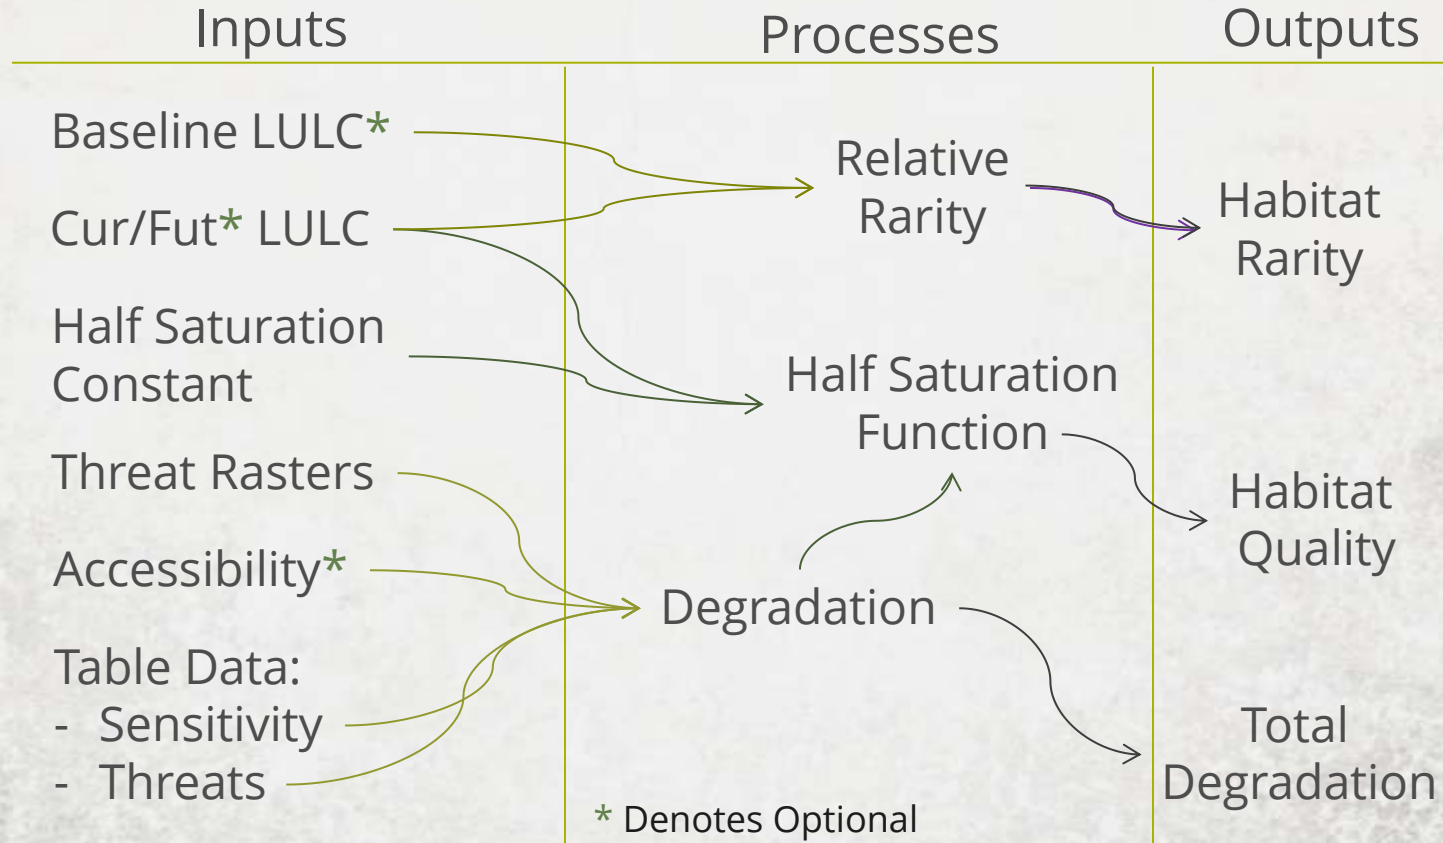 Inputs
Processes
Outputs
Baseline LULC*
Cur/Fut* LULC
Half Saturation
Constant
Threat Rasters
Accessibility*
Table Data:
- Sensitivity
- Threats
Relative
Rarity
Half Saturation
Function
Degradation
* Denotes Optional
Habitat
Rarity
Habitat
Quality
Total
Degradation